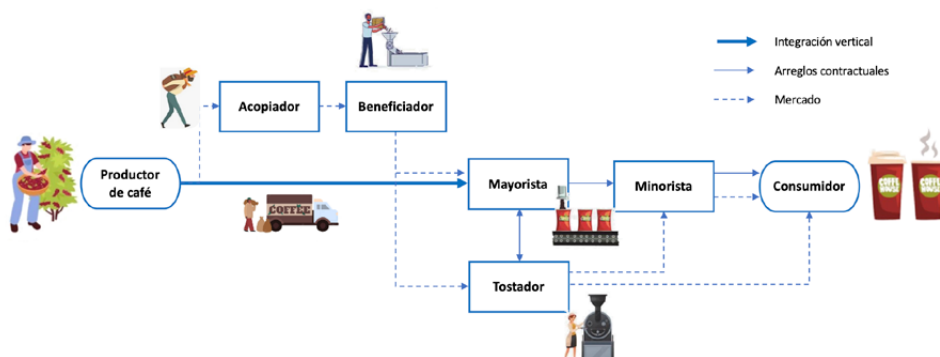 Integración vertical
Arreglos contractuales
Mercado
Acopiador
Beneficiador
Productor
de café
Mayorista
Minorista
Consumidor
COFFEE
Tostador